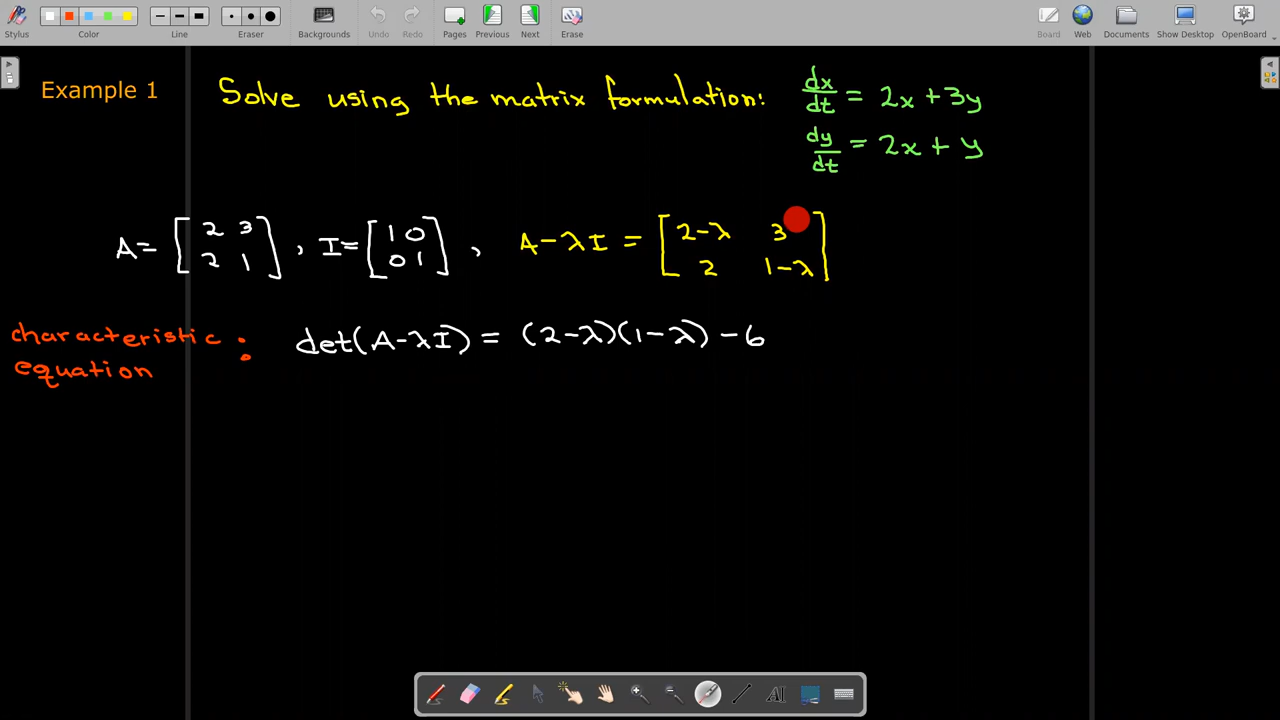 Stylus Color Line Eraser Backgrounds Undo Redo Pages Previous Next Erase Board Web Documents Show Desktop OpenBoard
Example 1 Solve using the matrix formulation: dx/dt = 2x + 3y
dy/dt = 2x + y
A = [2 3; 2 1], I = [1 0; 0 1], A - λI = [2-λ 3; 2 1-λ]
characteristic equation : det(A-λI) = (2-λ)(1-λ) - 6
AI